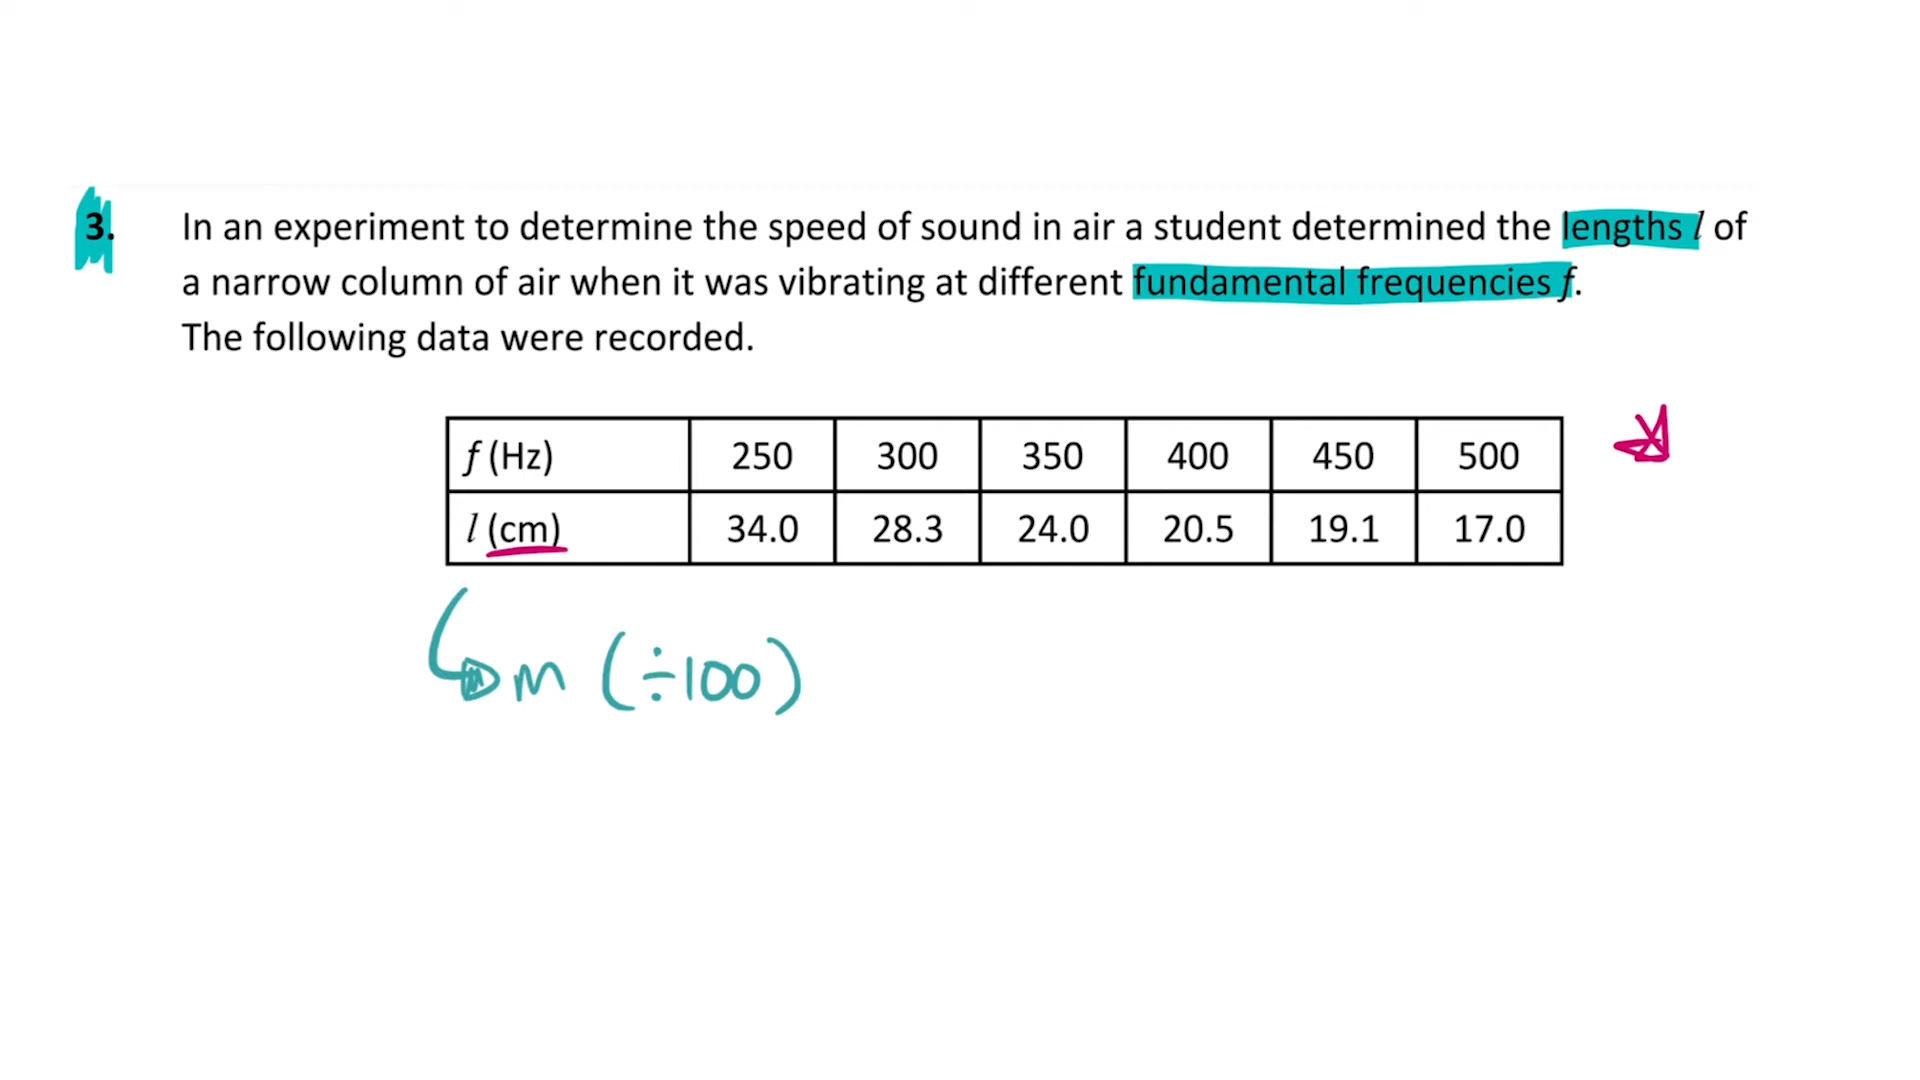 3. In an experiment to determine the speed of sound in air a student determined the lengths l of
a narrow column of air when it was vibrating at different fundamental frequencies f.
The following data were recorded.
f (Hz) 250 300 350 400 450 500
l (cm) 34.0 28.3 24.0 20.5 19.1 17.0
m (÷100)